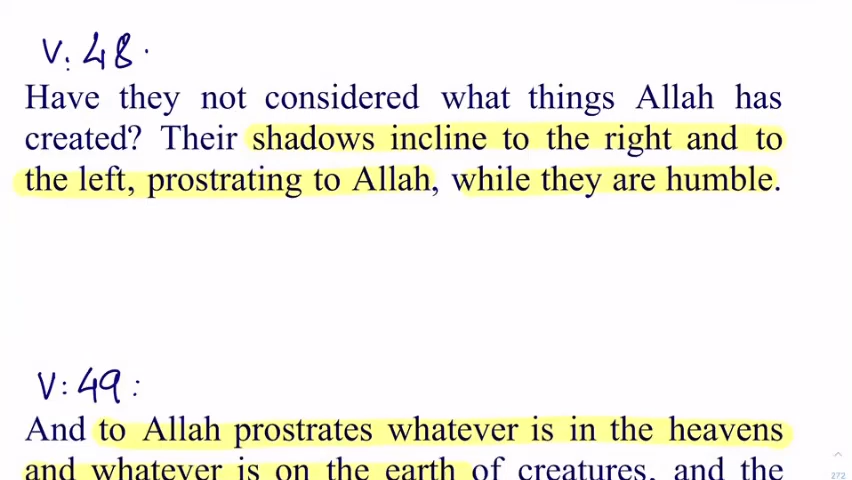 V: 48.
Have they not considered what things Allah has
created? Their shadows incline to the right and to
the left, prostrating to Allah, while they are humble.
V: 49:
And to Allah prostrates whatever is in the heavens
and whatever is on the earth of creatures, and the
272